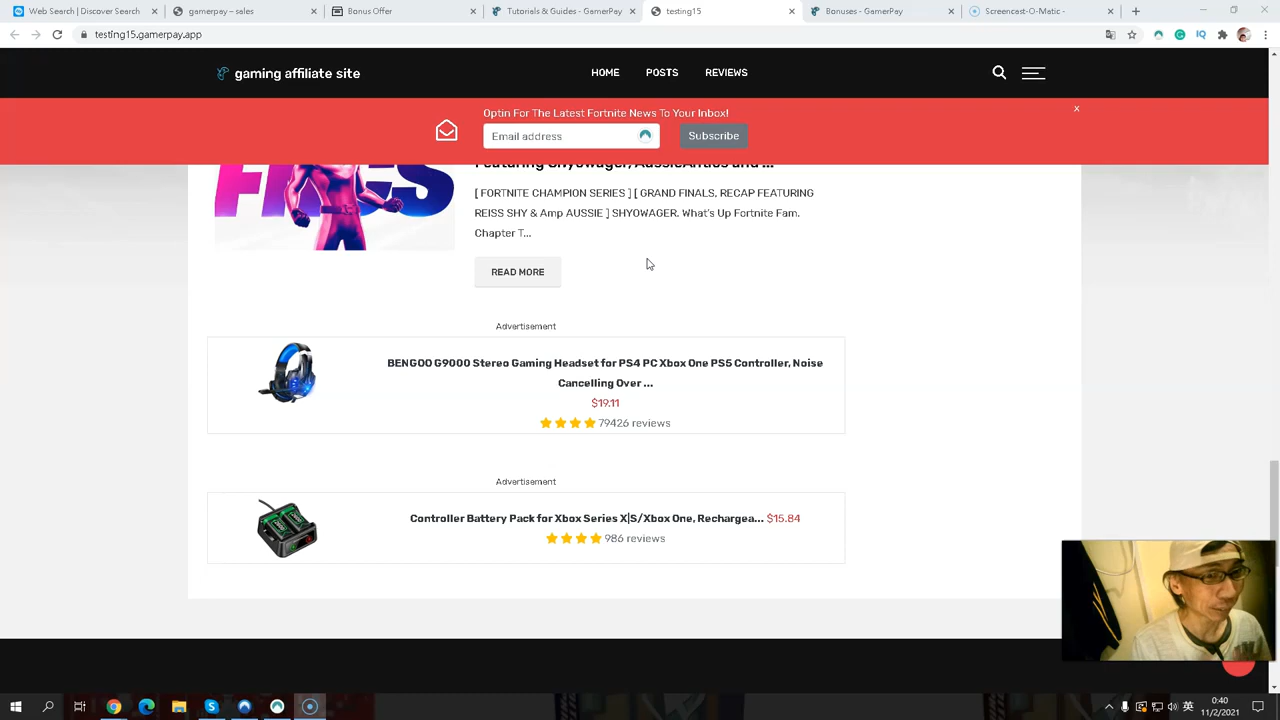 Web Search | Discover Search
gamerpay – sales
Bonus Offer
Tutorials & Guides - GamerPay
testing15
Bonuses - GamerPay
Screencast-O-Matic -
testing15.gamerpay.app
gaming affiliate site
HOME
POSTS
REVIEWS
Optin For The Latest Fortnite News To Your Inbox!
x
Email address
Subscribe
Featuring Shyowager, AussieAntics and ...
[ FORTNITE CHAMPION SERIES ] [ GRAND FINALS, RECAP FEATURING
REISS SHY & Amp AUSSIE ] SHYOWAGER. What's Up Fortnite Fam.
Chapter T...
READ MORE
Advertisement
BENGOO G9000 Stereo Gaming Headset for PS4 PC Xbox One PS5 Controller, Noise
Cancelling Over ...
$19.11
79426 reviews
Advertisement
Controller Battery Pack for Xbox Series X|S/Xbox One, Rechargea... $15.84
986 reviews
英
0:40
11/2/2021